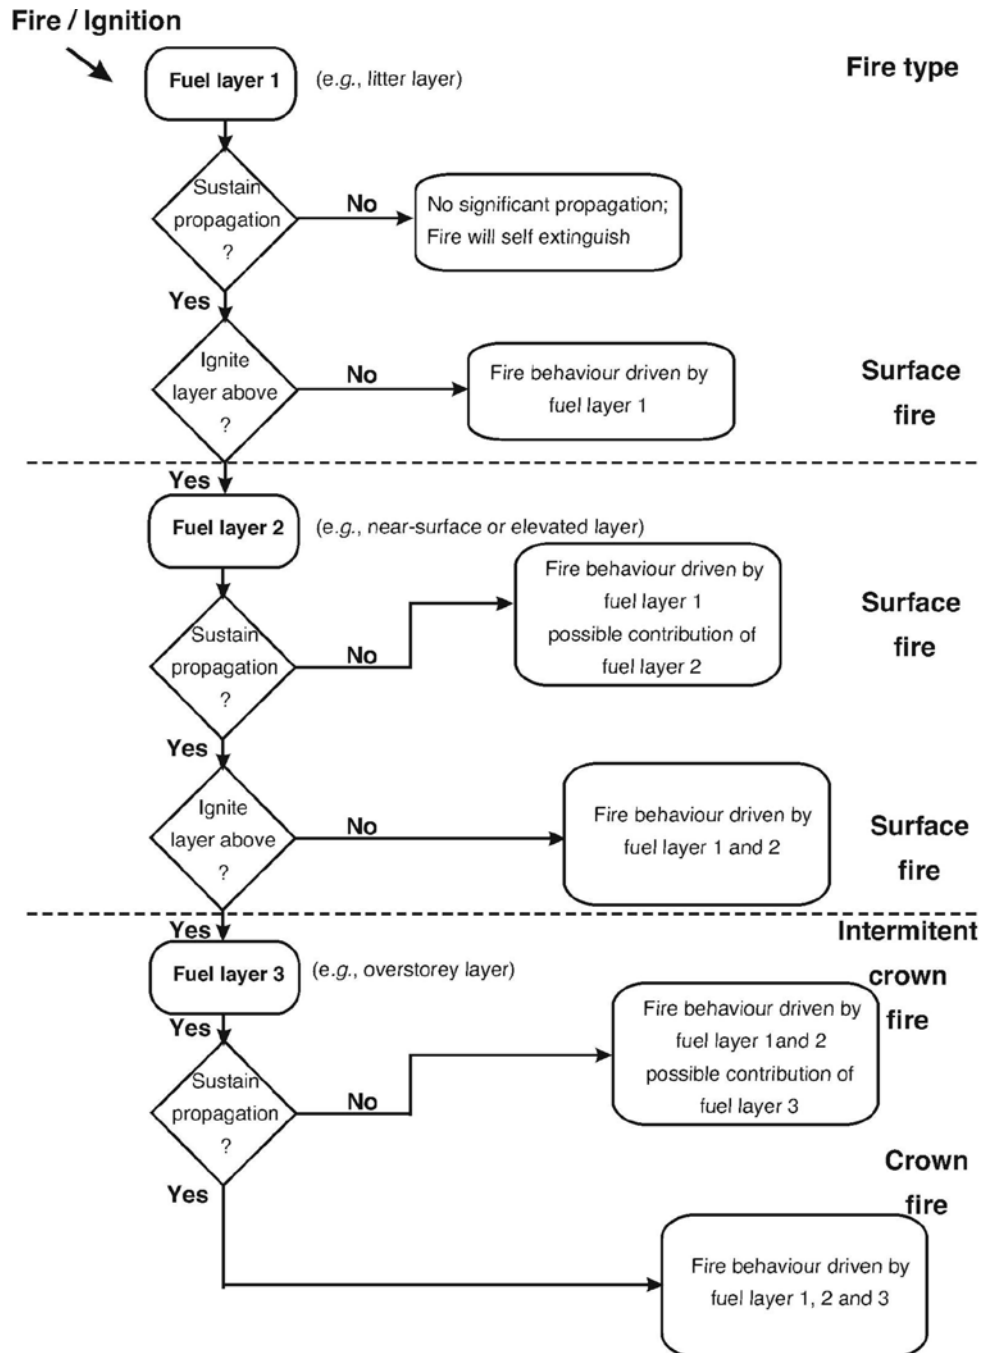 Fire / Ignition
Fire type
Fuel layer 1
(e.g., litter layer)
Sustain
propagation
?
No
No significant propagation;
Fire will self extinguish
Yes
Ignite
layer above
?
No
Fire behaviour driven by
fuel layer 1
Surface
fire
Yes
Fuel layer 2
(e.g., near-surface or elevated layer)
Sustain
propagation
?
No
Fire behaviour driven by
fuel layer 1
possible contribution of
fuel layer 2
Surface
fire
Yes
Ignite
layer above
?
No
Fire behaviour driven by
fuel layer 1 and 2
Surface
fire
Yes
Fuel layer 3
(e.g., overstorey layer)
Intermitent
crown
fire
Yes
Sustain
propagation
?
No
Fire behaviour driven by
fuel layer 1and 2
possible contribution of
fuel layer 3
Yes
Crown
fire
Fire behaviour driven by
fuel layer 1, 2 and 3